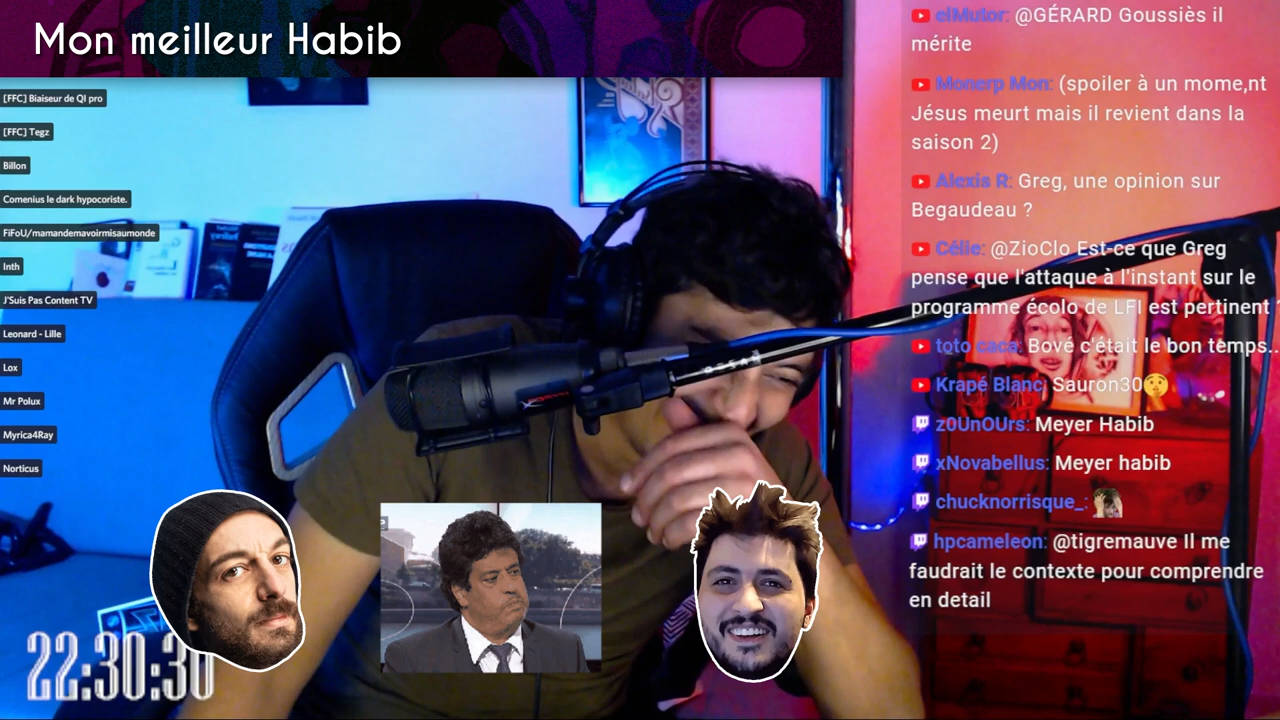 Mon meilleur Habib
[FFC] Biaiseur de QI pro
[FFC] Tegz
Billon
Comenius le dark hypocoriste.
FiFoU/mamandemavoirmisaumonde
Inth
J'Suis Pas Content TV
Leonard - Lille
Lox
Mr Polux
Myrica4Ray
Norticus
22:30:30
elMulor: @GÉRARD Goussiès il
mérite
Monerp Mon: (spoiler à un mome,nt
Jésus meurt mais il revient dans la
saison 2)
Alexis R: Greg, une opinion sur
Begaudeau ?
Célie: @ZioClo Est-ce que Greg
pense que l'attaque à l'instant sur le
programme écolo de LFI est pertinent ?
toto caca: Bové c'était le bon temps..
Krapé Blanc: Sauron30🤫
z0UnOUrs: Meyer Habib
xNovabellus: Meyer habib
chucknorrisque_:
hpcameleon: @tigremauve Il me
faudrait le contexte pour comprendre
en detail